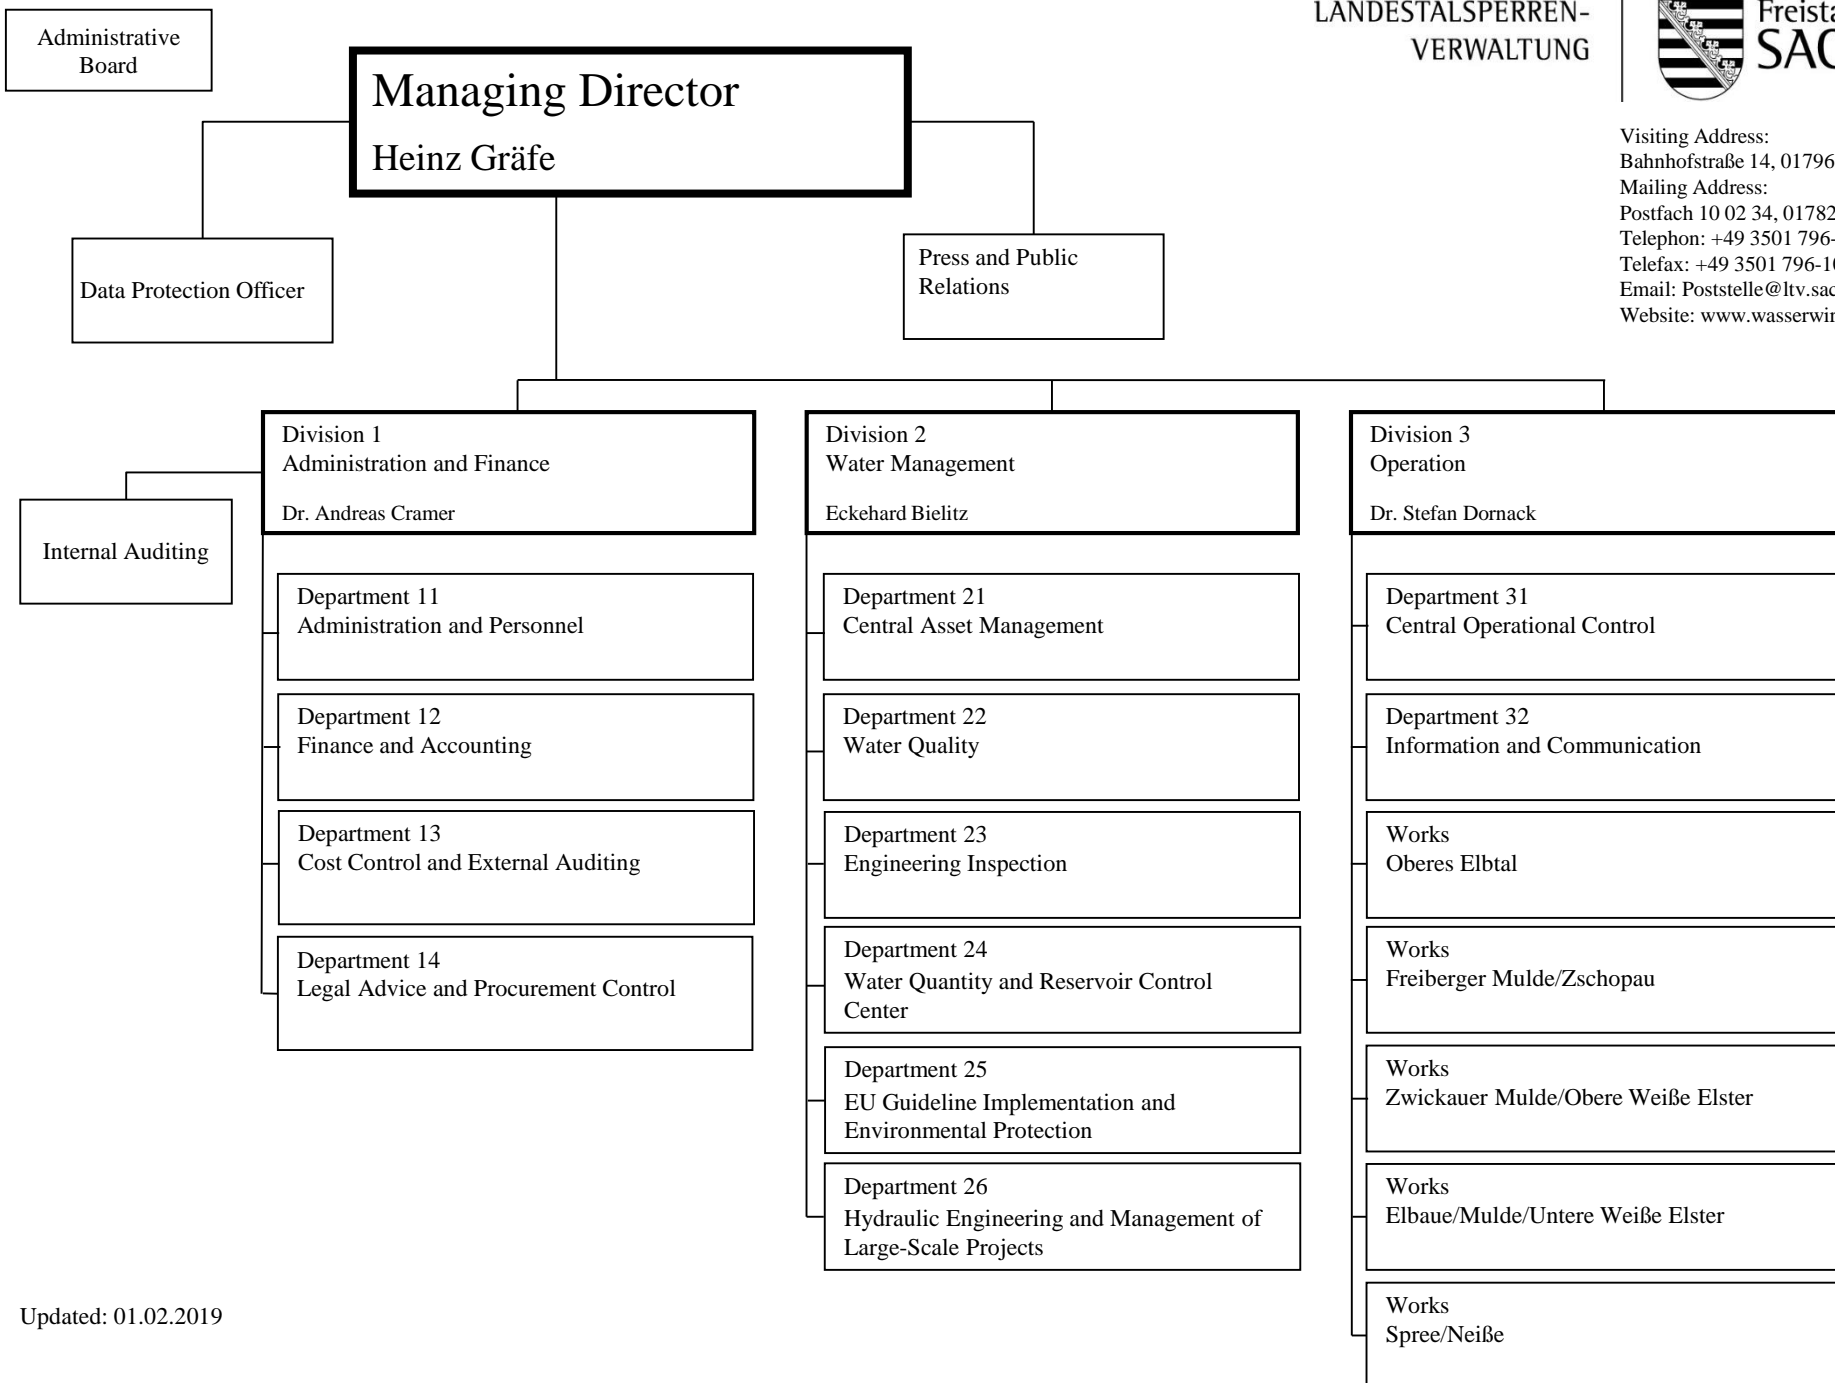 Administrative
Board
LANDESTALSPERREN-
VERWALTUNG
Managing Director
Heinz Gräfe
Visiting Address:
Bahnhofstraße 14, 01796
Mailing Address:
Postfach 10 02 34, 01782
Telephon: +49 3501 796-
Telefax: +49 3501 796-
Email:
Website:
Data Protection Officer
Press and Public
Relations
Division 1
Administration and Finance
Dr. Andreas Cramer
Internal Auditing
Department 11
Administration and Personnel
Department 12
Finance and Accounting
Department 13
Cost Control and External Auditing
Department 14
Legal Advice and Procurement Control
Division 2
Water Management
Eckehard Bielitz
Department 21
Central Asset Management
Department 22
Water Quality
Department 23
Engineering Inspection
Department 24
Water Quantity and Reservoir Control
Center
Department 25
EU Guideline Implementation and
Environmental Protection
Department 26
Hydraulic Engineering and Management of
Large-Scale Projects
Division 3
Operation
Dr. Stefan Dornack
Department 31
Central Operational Control
Department 32
Information and Communication
Works
Oberes Elbtal
Works
Freiberger Mulde/Zschopau
Works
Zwickauer Mulde/Obere Weiße Elster
Works
Elbaue/Mulde/Untere Weiße Elster
Works
Spree/Neiße
Updated: 01.02.2019